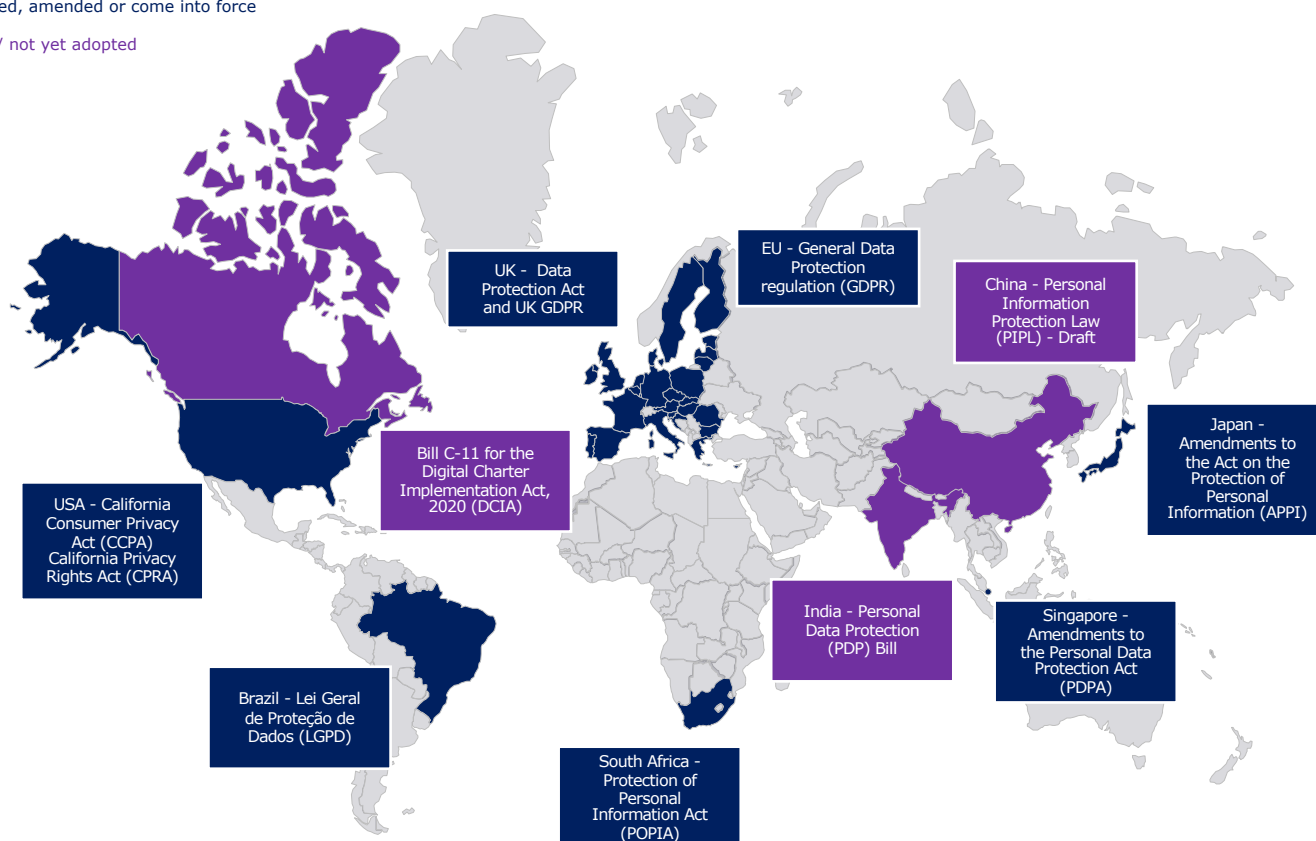 ed, amended or come into force
/ not yet adopted
UK - Data
Protection Act
and UK GDPR
EU - General Data
Protection
regulation (GDPR)
China - Personal
Information
Protection Law
(PIPL) - Draft
Japan -
Amendments to
the Act on the
Protection of
Personal
Information (APPI)
Bill C-11 for the
Digital Charter
Implementation Act,
2020 (DCIA)
USA - California
Consumer Privacy
Act (CCPA)
California Privacy
Rights Act (CPRA)
India - Personal
Data Protection
(PDP) Bill
Singapore -
Amendments to
the Personal Data
Protection Act
(PDPA)
Brazil - Lei Geral
de Proteção de
Dados (LGPD)
South Africa -
Protection of
Personal
Information Act
(POPIA)